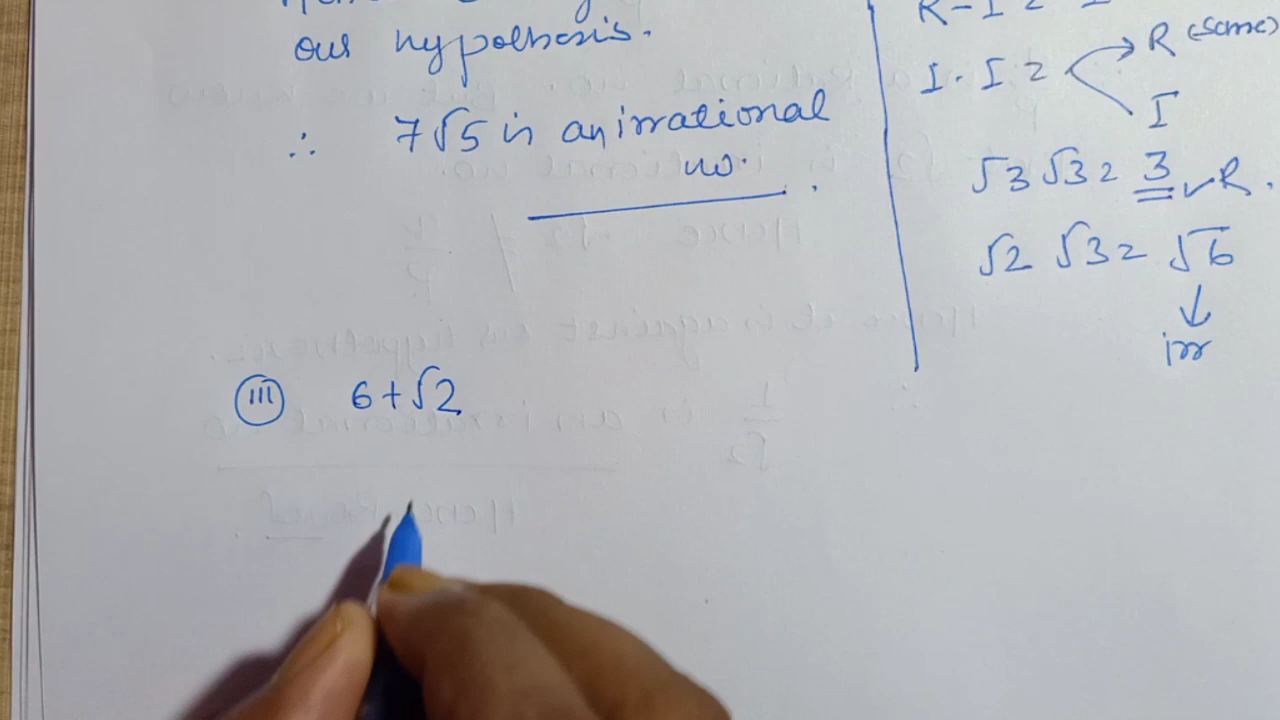 our hypothesis.
∴ 7√5 is an irrational
no.
(iii) 6+√2
R-I =
I. I = R (same)
I
√3 √3 = 3 ✓ R.
√2 √3 = √6
↓
irr